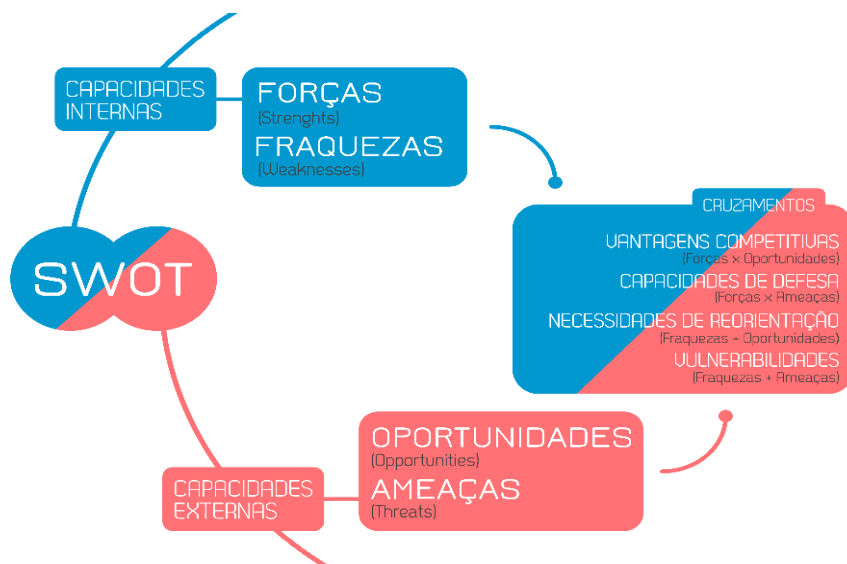 CAPACIDADES
INTERNAS
FORÇAS
(Strenghts)
FRAQUEZAS
(Weaknesses)
CRUZAMENTOS
VANTAGENS COMPETITIVAS
(Forças x Oportunidades)
CAPACIDADES DE DEFESA
(Forças x Ameaças)
NECESSIDADES DE REORIENTAÇÃO
(Fraquezas + Oportunidades)
VULNERABILIDADES
(Fraquezas + Ameaças)
SWOT
OPORTUNIDADES
(Opportunities)
AMEAÇAS
(Threats)
CAPACIDADES
EXTERNAS